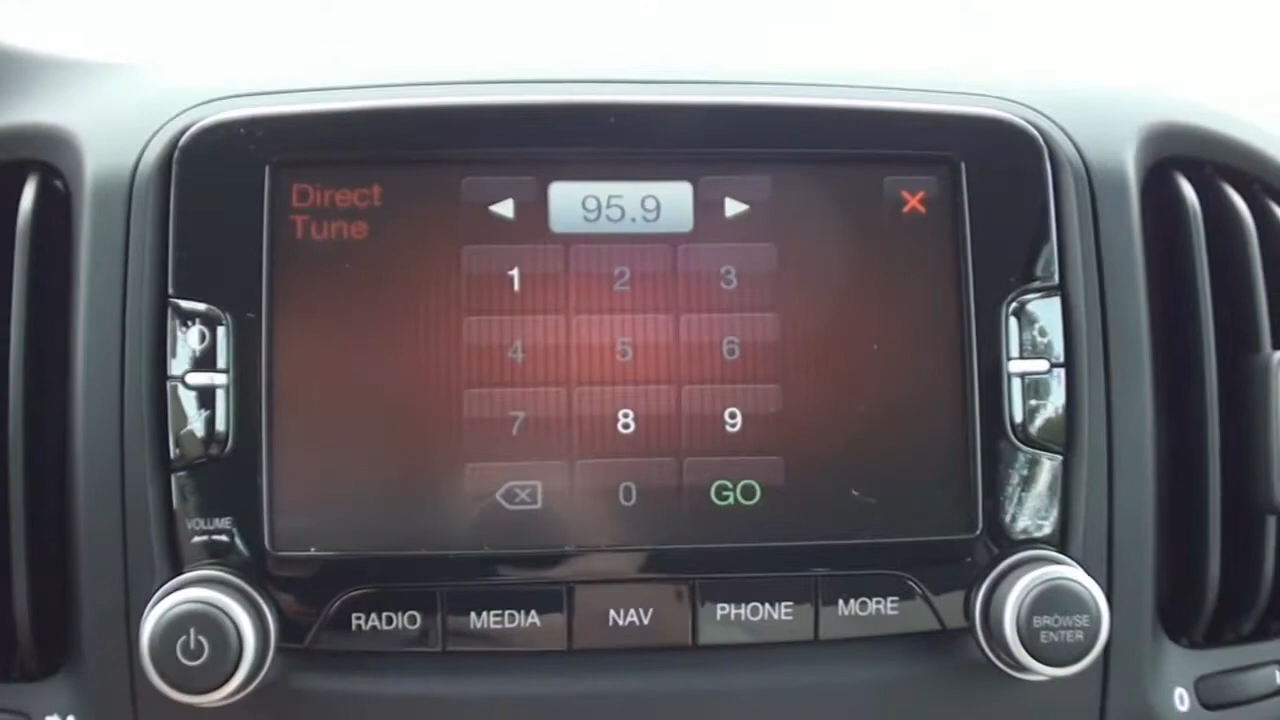 Direct
Tune
95.9
1 2 3
4 5 6
7 8 9
0 GO
VOLUME
RADIO MEDIA NAV PHONE MORE
BROWSE
ENTER
0